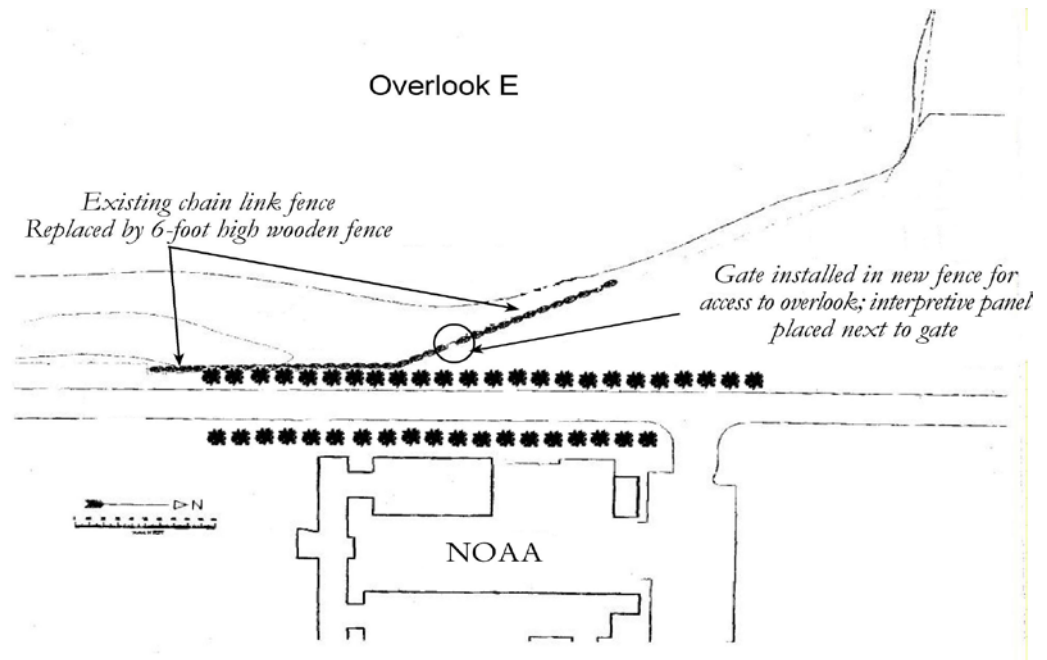 Overlook E
Existing chain link fence
Replaced by 6-foot high wooden fence
Gate installed in new fence for
access to overlook; interpretive panel
placed next to gate
N
NOAA